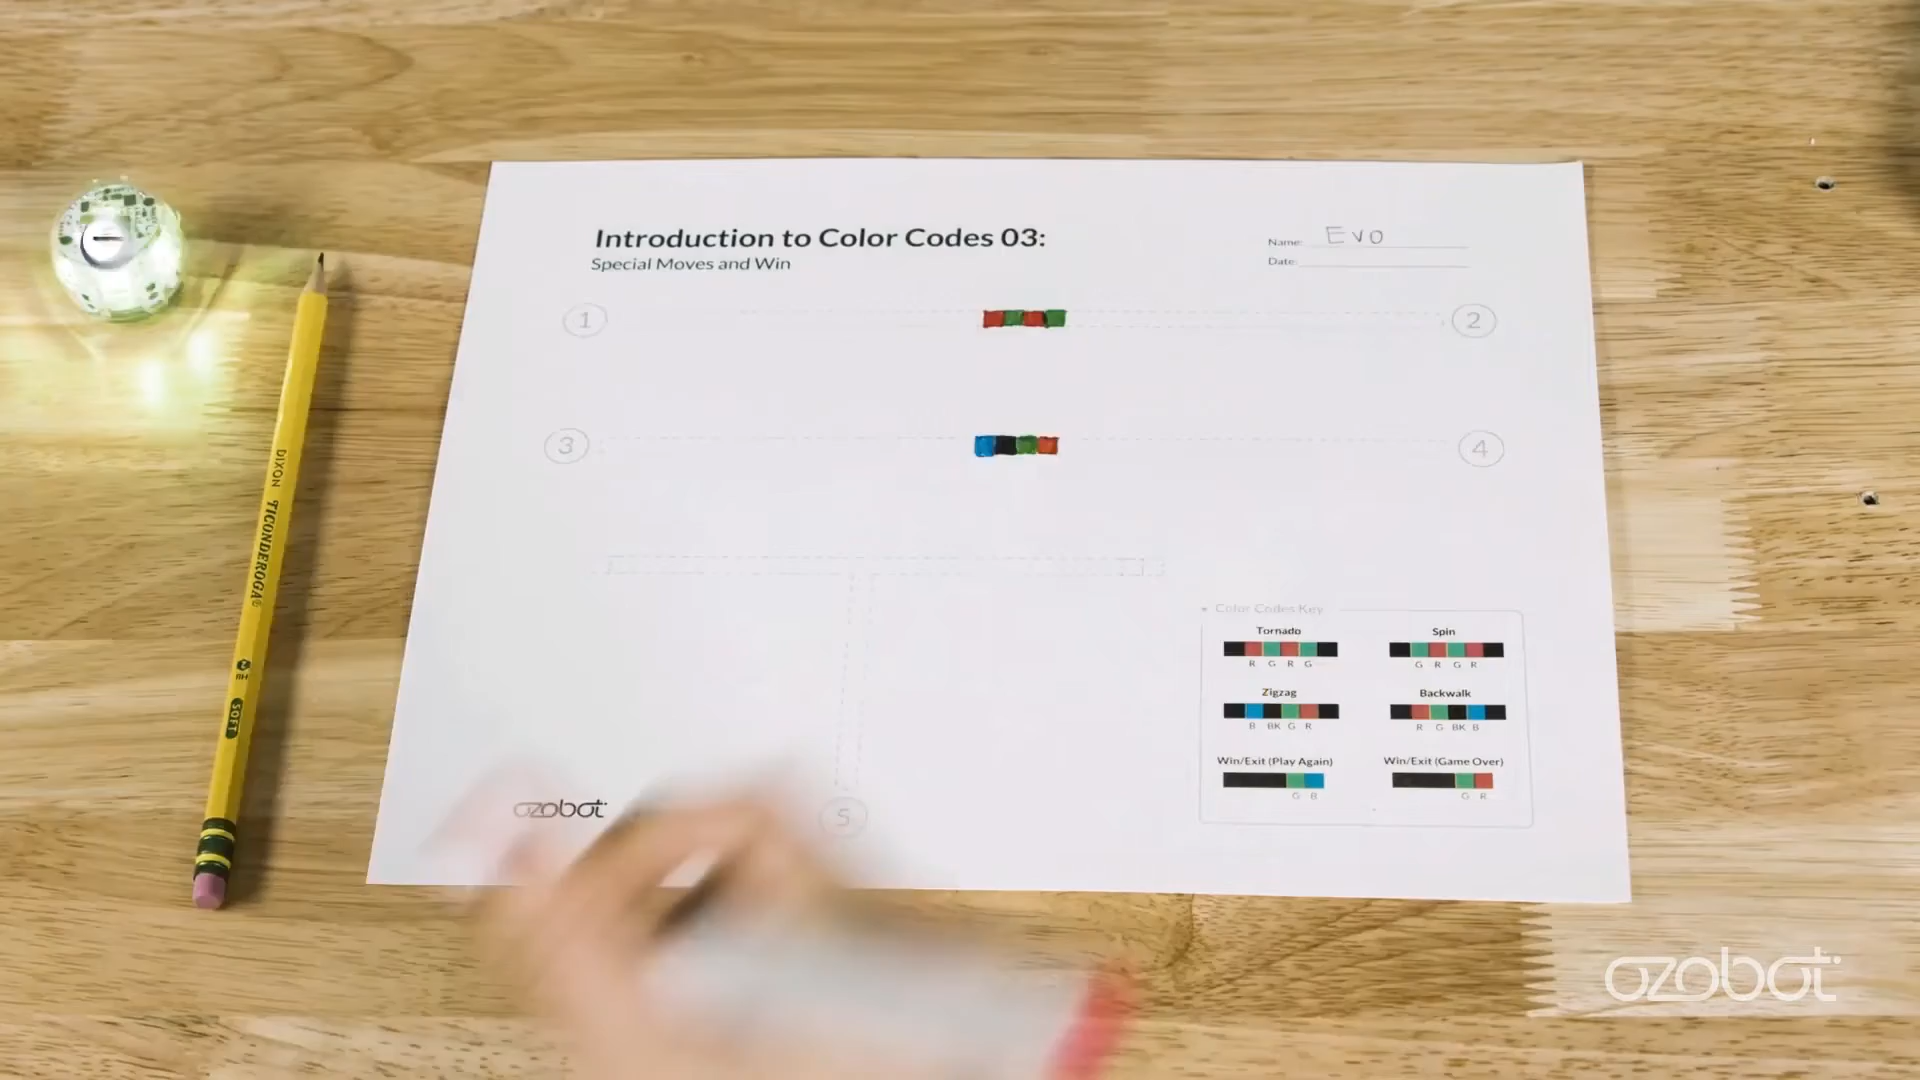 Introduction to Color Codes 03:
Special Moves and Win
Name: Evo
Date:
1
2
3
4
5
Color Codes Key
Tornado
R G R G
Spin
G R G R
Zigzag
B BK G R
Backwalk
R G BK B
Win/Exit (Play Again)
G B
Win/Exit (Game Over)
G R
ozobot
DIXON TICONDEROGA®
2 HB
SOFT
ozobot